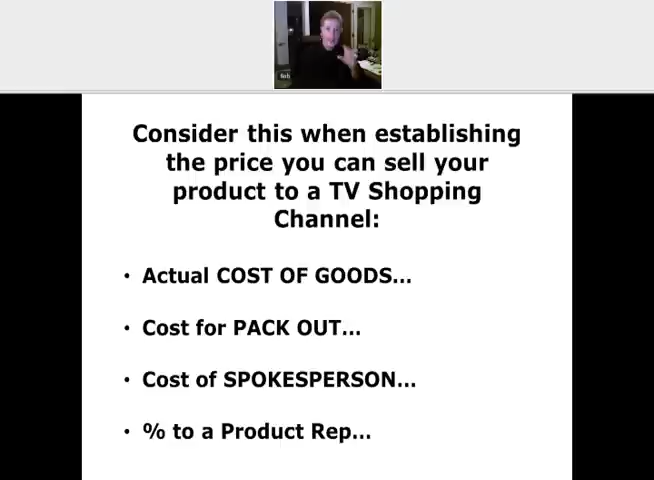 Consider this when establishing
the price you can sell your
product to a TV Shopping
Channel:
• Actual COST OF GOODS...
• Cost for PACK OUT...
• Cost of SPOKESPERSON...
• % to a Product Rep...